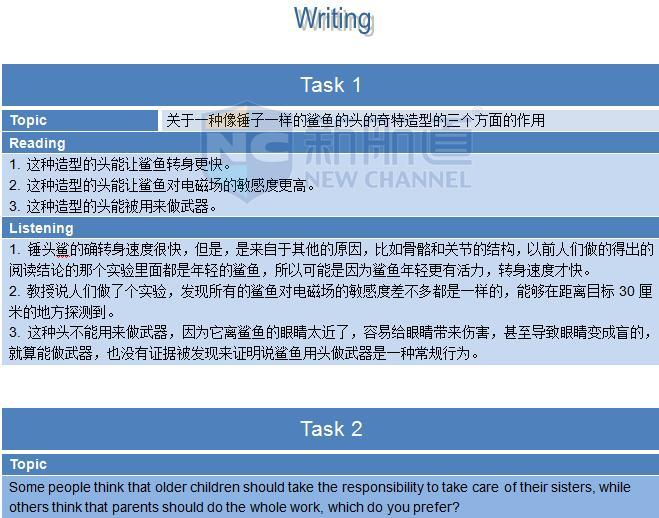 Writing
Task 1
Topic 关于一种像锤子一样的鲨鱼的头的奇特造型的三个方面的作用
新航道
NEW CHANNEL
Reading
1. 这种造型的头能让鲨鱼转身更快。
2. 这种造型的头能让鲨鱼对电磁场的敏感度更高。
3. 这种造型的头能被用来做武器。
Listening
1. 锤头鲨的确转身速度很快，但是，是来自于其他的原因，比如骨骼和关节的结构，以前人们做的得出的
阅读结论的那个实验里面都是年轻的鲨鱼，所以可能是因为鲨鱼年轻更有活力，转身速度才快。
2. 教授说人们做了个实验，发现所有的鲨鱼对电磁场的敏感度差不多都是一样的，能够在距离目标 30 厘
米的地方探测到。
3. 这种头不能用来做武器，因为它离鲨鱼的眼睛太近了，容易给眼睛带来伤害，甚至导致眼睛变成盲的，
就算能做武器，也没有证据被发现来证明说鲨鱼用头做武器是一种常规行为。
Task 2
Topic
Some people think that older children should take the responsibility to take care of their sisters, while
others think that parents should do the whole work, which do you prefer?